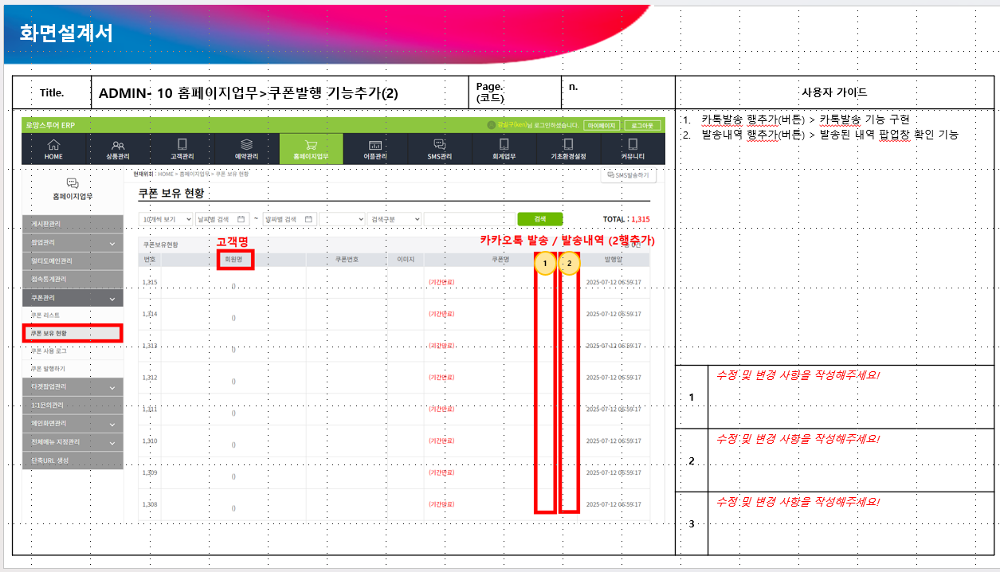 화면설계서
Title.
ADMIN- 10 홈페이지업무>쿠폰발행 기능추가(2)
Page.
(코드)
n.
사용자 가이드
로망스투어 ERP
님 로그인하셨습니다.
마이페이지
로그아웃
HOME
상품관리
고객관리
예약관리
홈페이지업무
어플관리
SMS관리
회계업무
기초환경설정
커뮤니티
홈페이지업무
게시판관리
팝업관리
멀티도메인관리
접속통계관리
쿠폰관리
쿠폰 리스트
쿠폰 보유 현황
쿠폰 사용 로그
쿠폰 발행하기
타겟팝업관리
1:1문의관리
메인화면관리
전체메뉴 지정관리
단축URL 생성
현재위치 : HOME > 홈페이지업무 > 쿠폰 보유 현황
SMS발송하기
쿠폰 보유 현황
10개씩 보기
날짜별 검색
~
날짜별 검색
검색구분
검색
TOTAL : 1,315
쿠폰보유현황
고객명
카카오톡 발송 / 발송내역 (2행추가)
번호
회원명
쿠폰번호
이미지
쿠폰명
1
2
발행일
1,315
()
(기간만료)
2025-07-12 06:59:17
1,314
()
(기간만료)
2025-07-12 06:59:17
1,313
()
(기간만료)
2025-07-12 06:59:17
1,312
()
(기간만료)
2025-07-12 06:59:17
1,311
()
(기간만료)
2025-07-12 06:59:17
1,310
()
(기간만료)
2025-07-12 06:59:17
1,309
()
(기간만료)
2025-07-12 06:59:17
1,308
()
(기간만료)
2025-07-12 06:59:17
1. 카톡발송 행추가(버튼) > 카톡발송 기능 구현
2. 발송내역 행추가(버튼) > 발송된 내역 팝업창 확인 기능
1
수정 및 변경 사항을 작성해주세요!
2
수정 및 변경 사항을 작성해주세요!
3
수정 및 변경 사항을 작성해주세요!